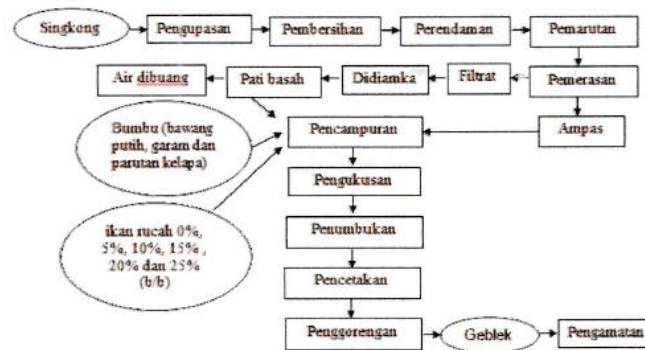 Singkong
Pengupasan
Pembersihan
Perendaman
Pemarutan
Air dibuang
Pati basah
Didiamka
Filtrat
Pemerasan
Bumbu (bawang
putih, garam dan
parutan kelapa)
Pencampuran
Ampas
Pengukusan
ikan rucah 0%,
5%, 10%, 15% ,
20% dan 25%
(b/b)
Penumbukan
Pencetakan
Penggorengan
Geblek
Pengamatan